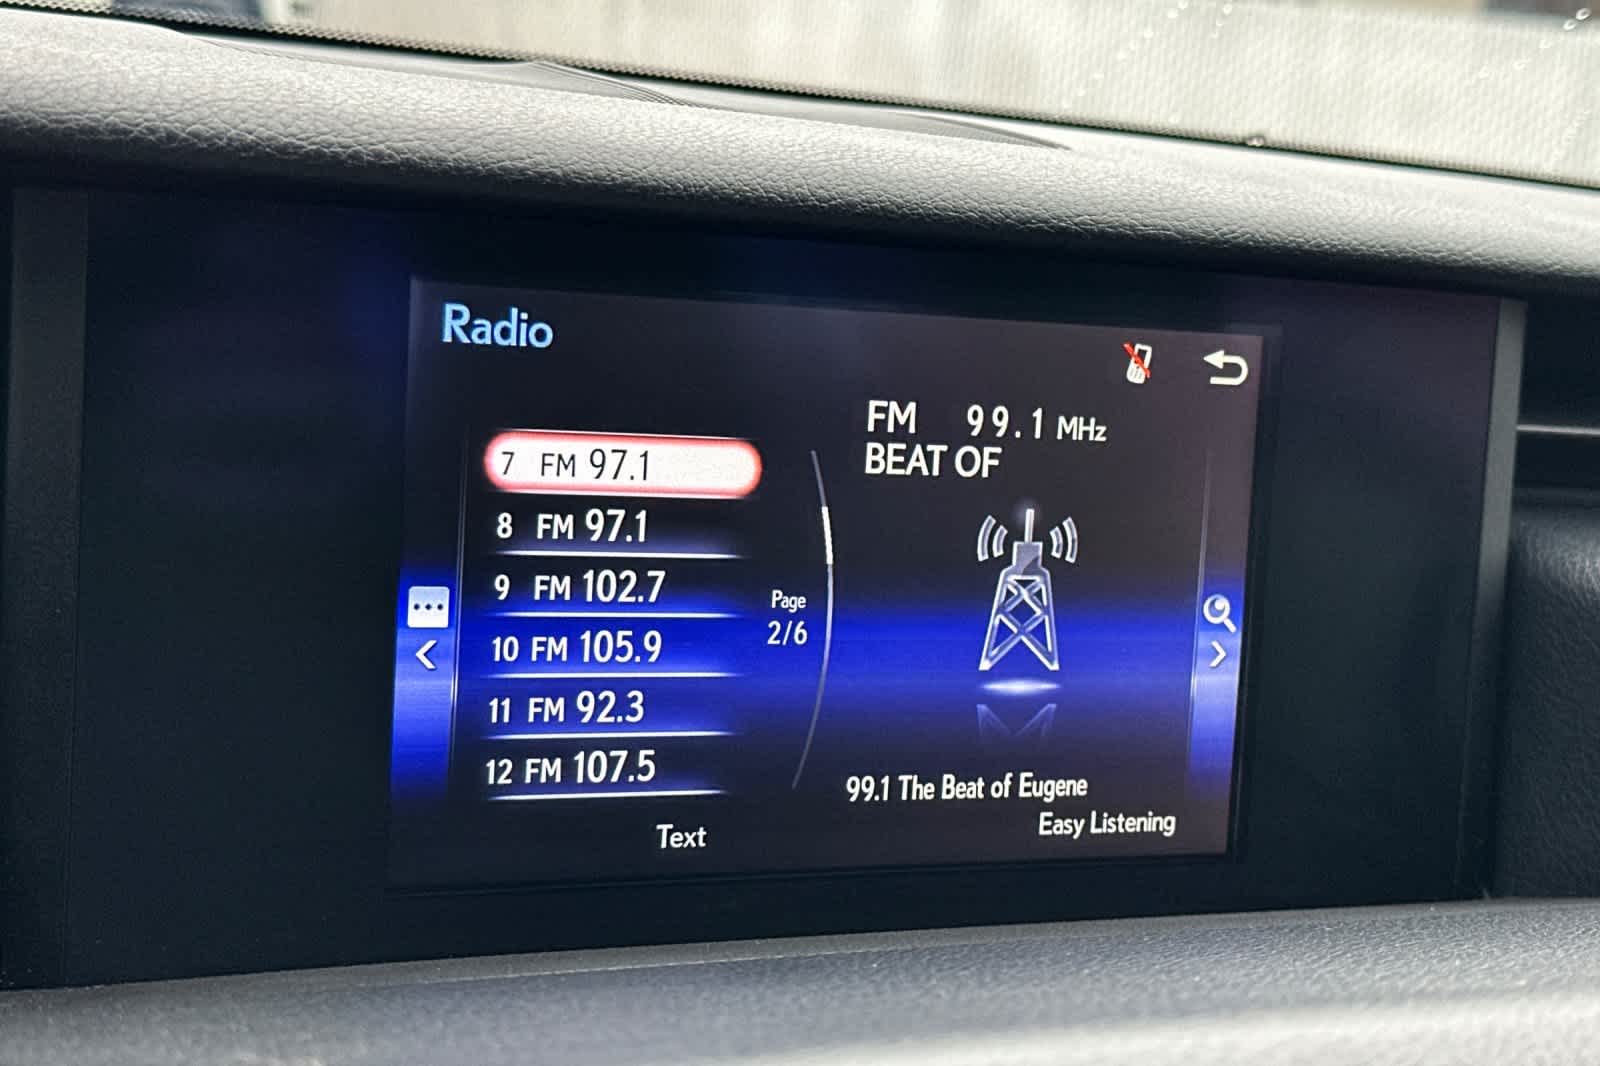 Radio
7 FM 97.1
8 FM 97.1
9 FM 102.7
10 FM 105.9
11 FM 92.3
12 FM 107.5
Page
2/6
Text
FM 99.1 MHz
BEAT OF
99.1 The Beat of Eugene
Easy Listening